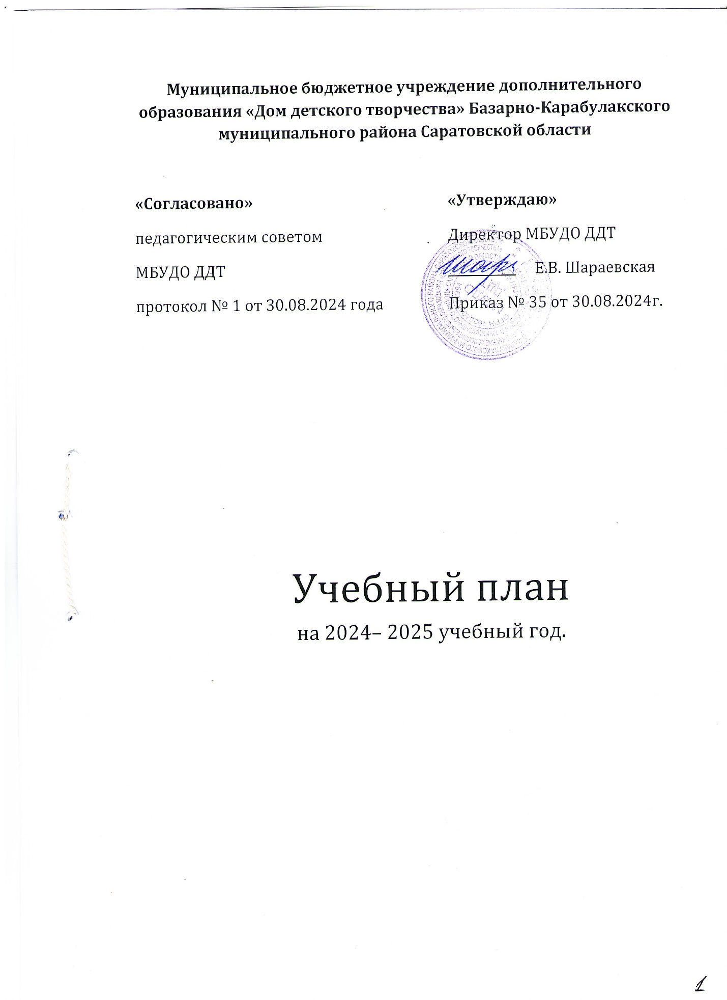 Муниципальное бюджетное учреждение дополнительного
образования «Дом детского творчества» Базарно-Карабулакского
муниципального района Саратовской области
«Согласовано»
педагогическим советом
МБУДО ДДТ
протокол № 1 от 30.08.2024 года
«Утверждаю»
Директор МБУДО ДДТ
Е.В. Шараевская
Приказ № 35 от 30.08.2024г.
Учебный план
на 2024– 2025 учебный год.
1